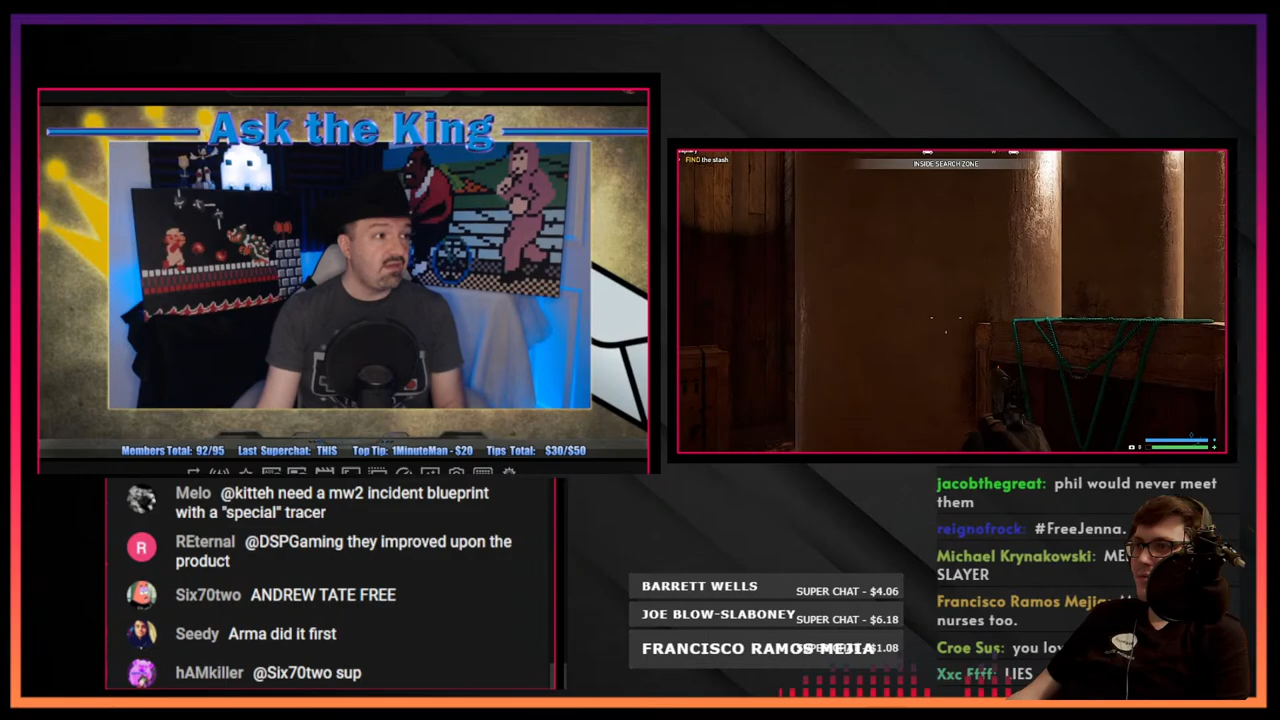 Ask the King
Members Total: 92/95 Last Superchat: THIS Top Tip: 1MinuteMan - $20 Tips Total: $30/$50
FIND the stash
INSIDE SEARCH ZONE
Melo @kitteh need a mw2 incident blueprint
with a "special" tracer
R
REternal @DSPGaming they improved upon the
product
Six70two ANDREW TATE FREE
Seedy Arma did it first
hAMkiller @Six70two sup
BARRETT WELLS SUPER CHAT - $4.06
JOE BLOW-SLABONEY SUPER CHAT - $6.18
FRANCISCO RAMOS MEJIA $1.08
jacobthegreat: phil would never meet
them
reignofrock: #FreeJenna.
Michael Krynakowski:
SLAYER
Francisco Ramos Mejia:
nurses too.
Croe Sus: you
Xxc Ffff: LIES